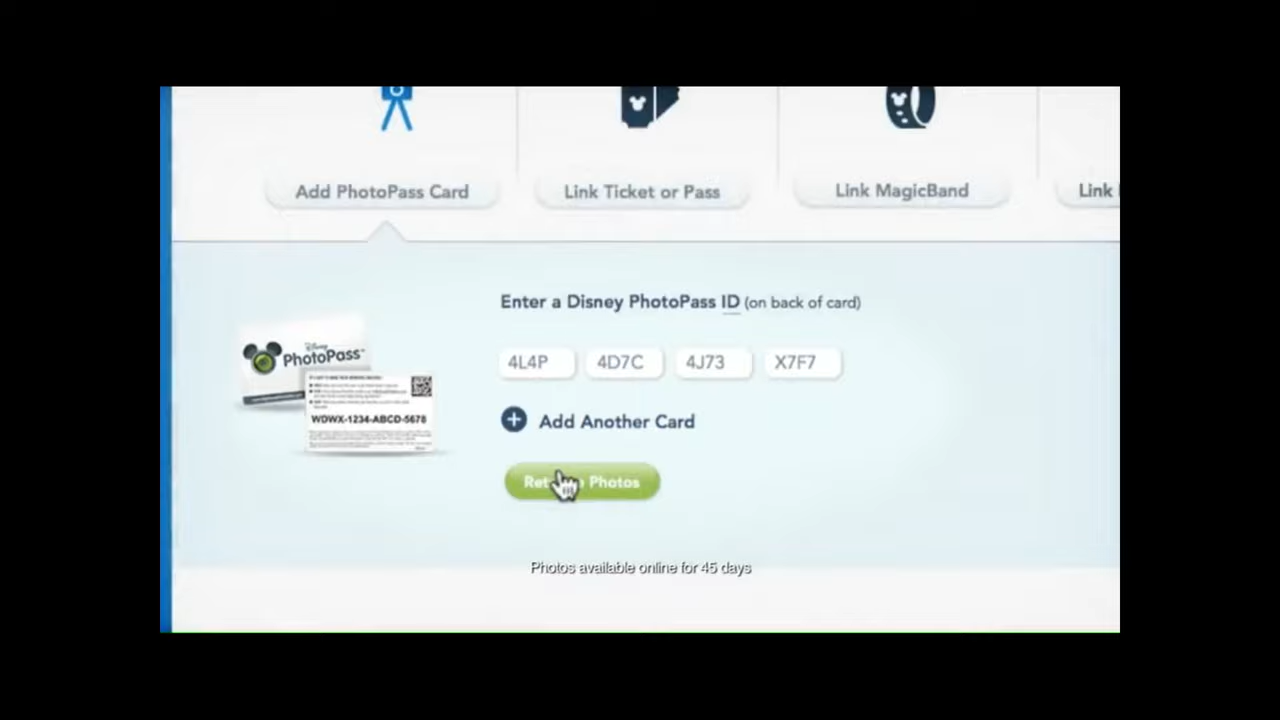 Add PhotoPass Card
Link Ticket or Pass
Link MagicBand
Link
Enter a Disney PhotoPass ID (on back of card)
Disney
PhotoPass
WDWX-1234-ABCD-5678
4L4P 4D7C 4J73 X7F7
Add Another Card
Photos
Photos available online for 45 days